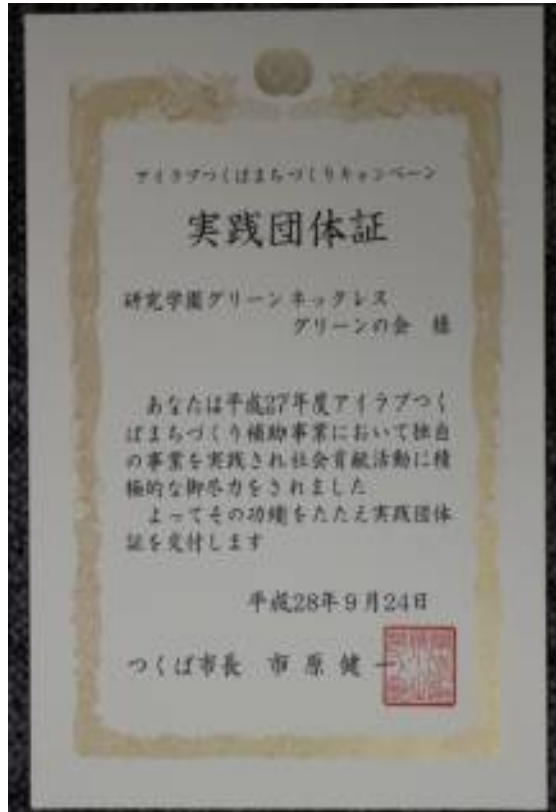 アイラブつくばまちづくりキャンペーン
実践団体証
研究学園グリーンネックレス
グリーンの会 様
あなたは平成27年度アイラブつく
ばまちづくり補助事業において独自
の事業を実践され社会貢献活動に積
極的な御尽力をされました
よってその功績をたたえ実践団体
証を交付します
平成28年9月24日
つくば市長 市原健一